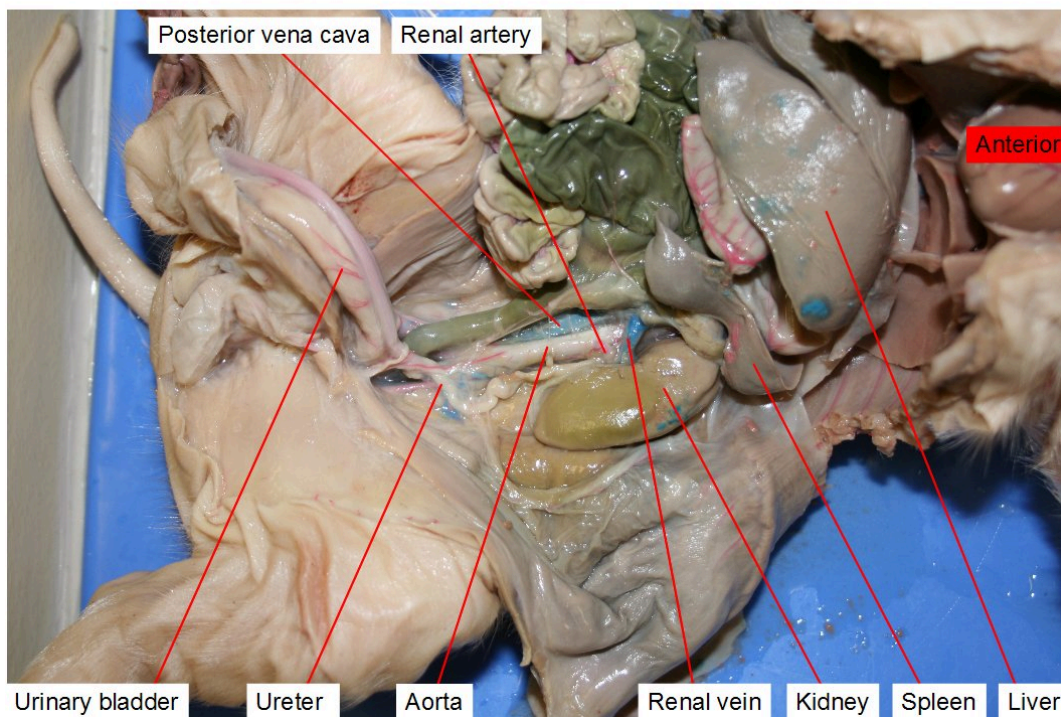 Posterior vena cava
Renal artery
Anterior
Urinary bladder
Ureter
Aorta
Renal vein
Kidney
Spleen
Liver